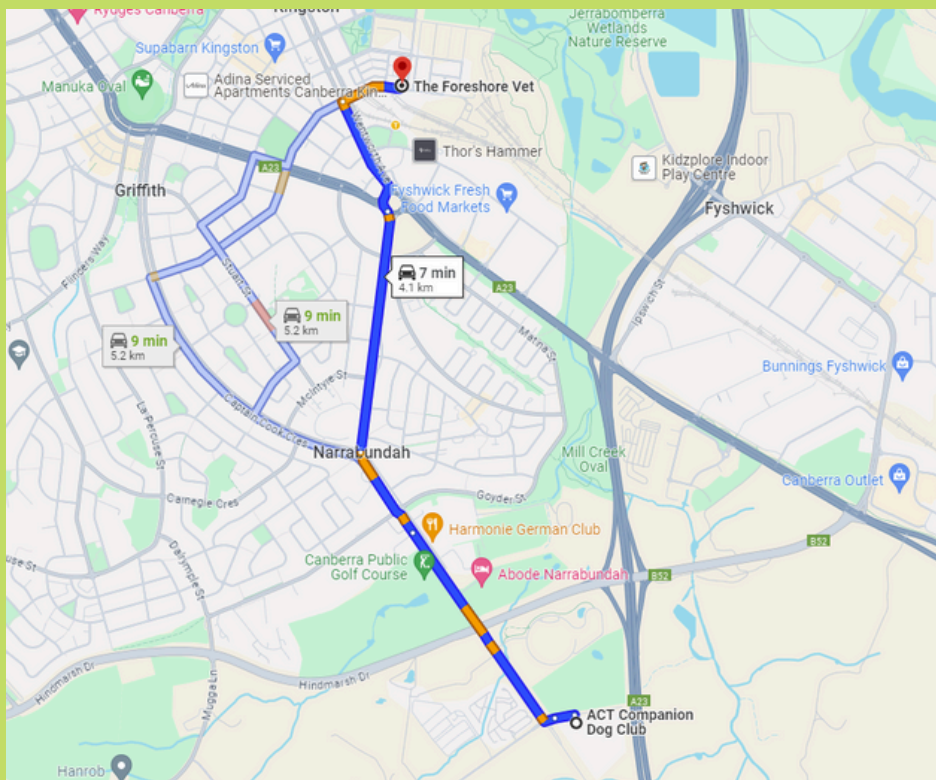 Rydges Canberra
Kingston
Jerrabomberra
Wetlands
Nature Reserve
Supabarn Kingston
Manuka Oval
Adina Serviced
Apartments Canberra Kin...
The Foreshore Vet
Wentworth Ave
Thor's Hammer
A23
Kidzplore Indoor
Play Centre
Griffith
Fyshwick Fresh
Food Markets
Fyshwick
Flinders Way
Stuart St
7 min
4.1 km
A23
Ipswich St
9 min
5.2 km
9 min
5.2 km
Matina St
Bunnings Fyshwick
McIntyre St
La Perouse St
Captain Cook Cres
Narrabundah
Mill Creek
Oval
Canberra Outlet
Carnegie Cres
Goyder St
Harmonie German Club
B52
Dalrymple St
Canberra Public
Golf Course
Abode Narrabundah
B52
Hindmarsh Dr
Hindmarsh Dr
Mugga Ln
A23
ACT Companion
Dog Club
Hanrob